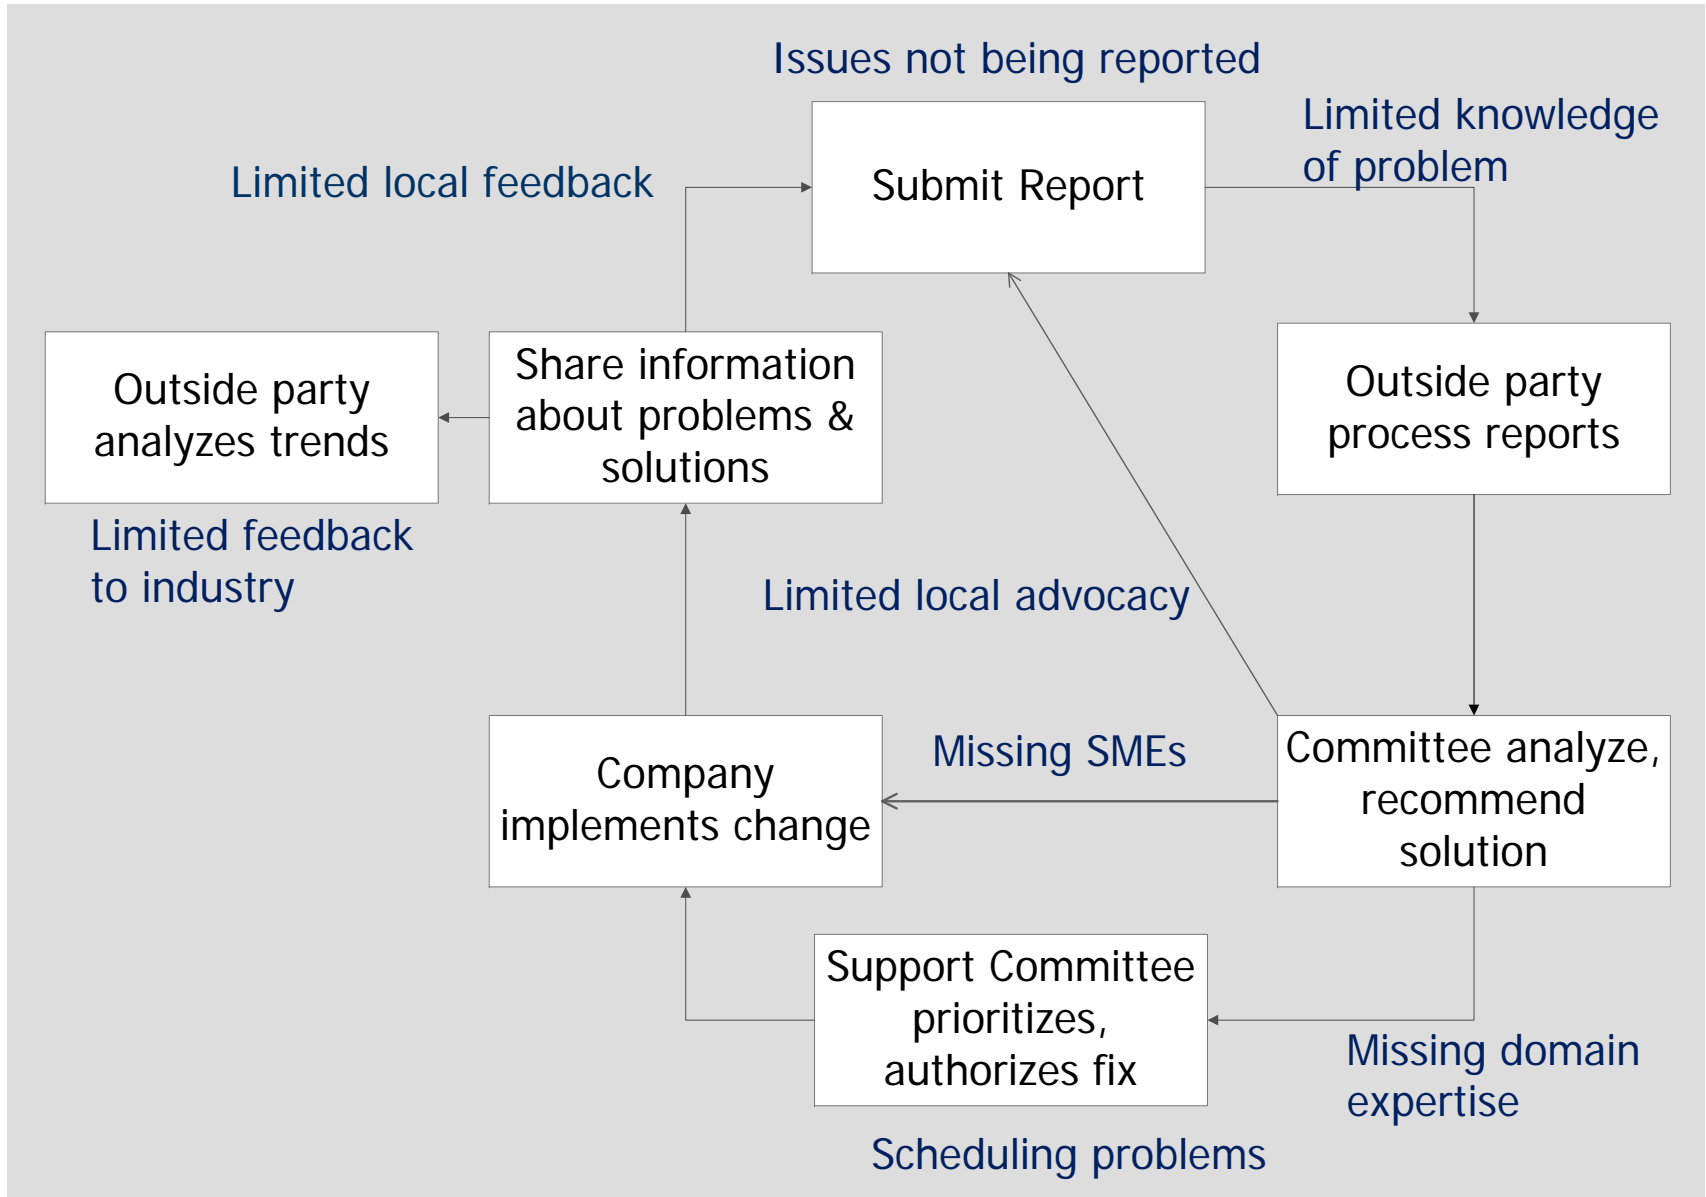 Issues not being reported
Limited knowledge
of problem
Limited local feedback
Submit Report
Outside party
analyzes trends
Share information
about problems &
solutions
Outside party
process reports
Limited feedback
to industry
Limited local advocacy
Missing SMEs
Company
implements change
Committee analyze,
recommend
solution
Support Committee
prioritizes,
authorizes fix
Missing domain
expertise
Scheduling problems